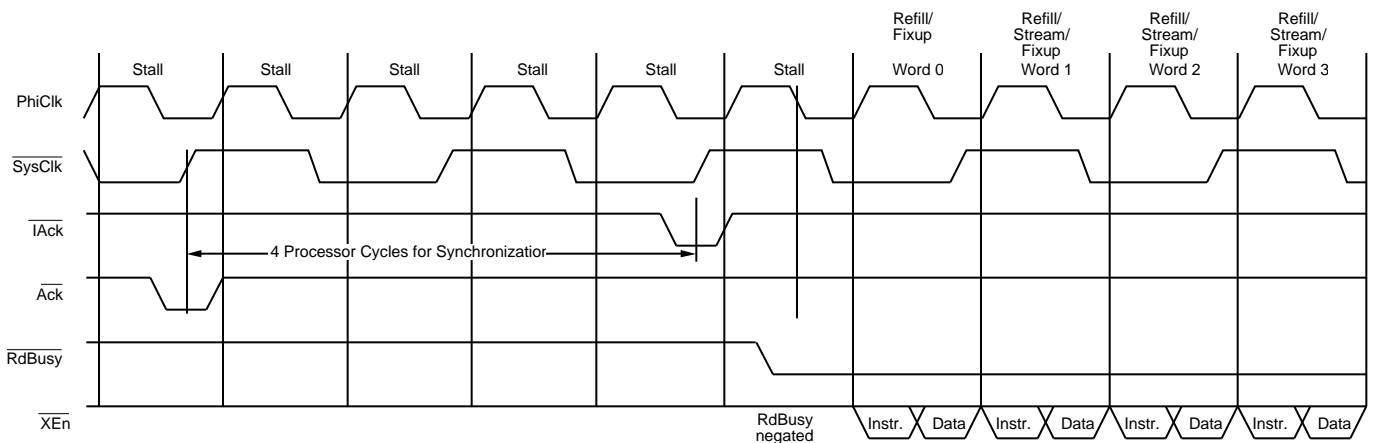 Refill/
Fixup
Refill/
Stream/
Fixup
Refill/
Stream/
Fixup
Refill/
Stream/
Fixup
Stall Stall Stall Stall Stall Stall Word 0 Word 1 Word 2 Word 3
PhiClk
SysClk
IAck
4 Processor Cycles for Synchronization
Ack
RdBusy
XEn
RdBusy
negated
Instr. Data Instr. Data Instr. Data Instr. Data